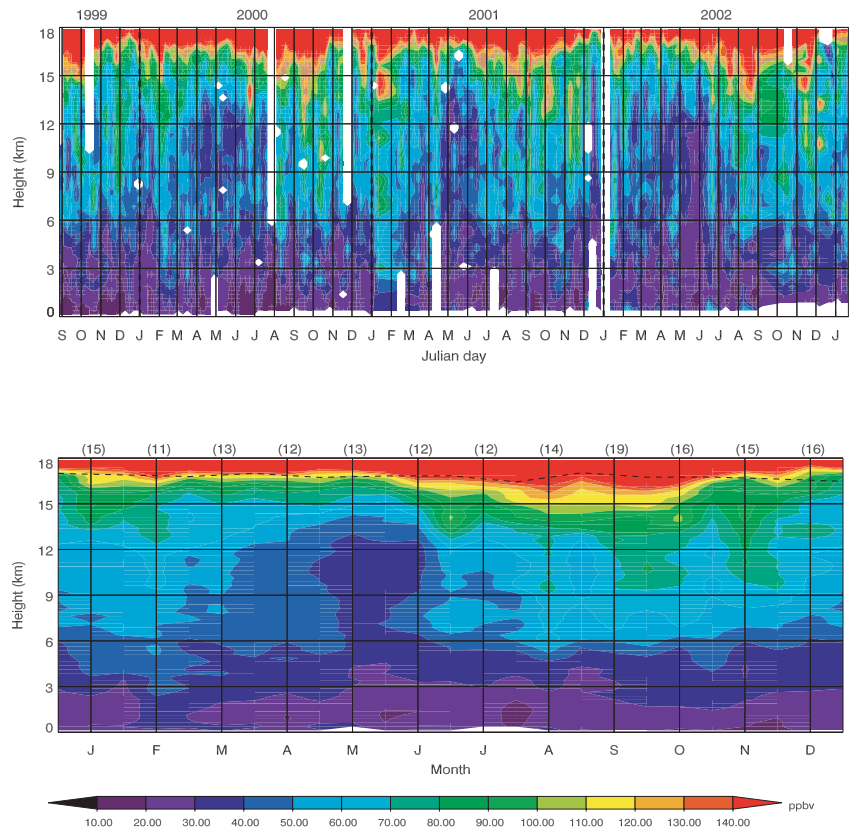 1999 2000 2001 2002
18
15
12
9
6
3
0
Height (km)
S O N D J F M A M J J A S O N D J F M A M J J A S O N D J F M A M J J A S O N D J
Julian day
(15) (11) (13) (12) (13) (12) (12) (14) (19) (16) (15) (16)
18
15
12
9
6
3
0
Height (km)
J F M A M J J A S O N D
Month
ppbv
10.00 20.00 30.00 40.00 50.00 60.00 70.00 80.00 90.00 100.00 110.00 120.00 130.00 140.00